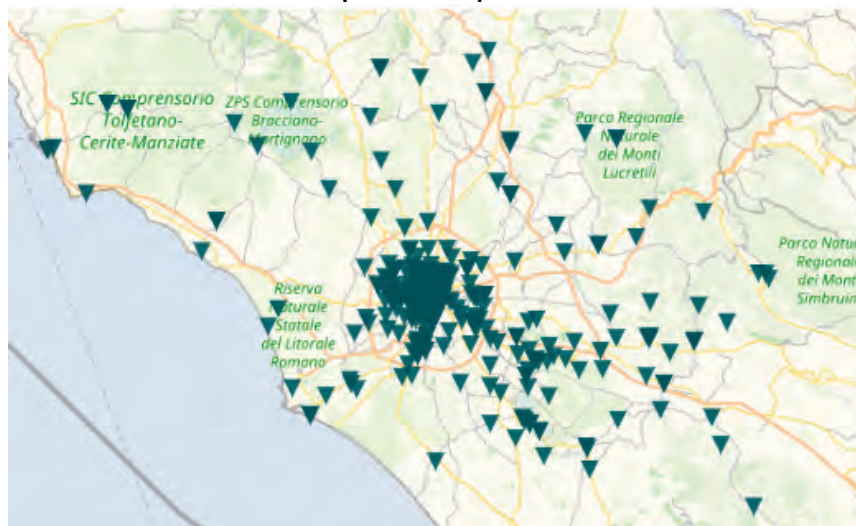 SIC Comprensorio
Tolfetano-
Cerite-Manziate
ZPS Comprensorio
Bracciano-
Martignano
Parco Regionale
Naturale
dei Monti
Lucretili
Parco Natu
Regionale
dei Mont
Simbruin
Riserva
Naturale
Statale
del Litorale
Romano